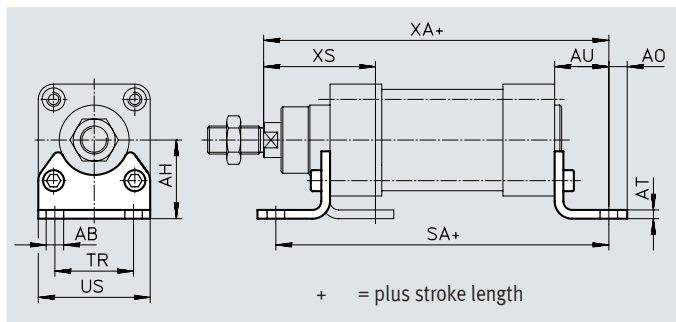 XA+
XS
AU
AO
AH
AT
AB
TR
US
SA+
+ = plus stroke length